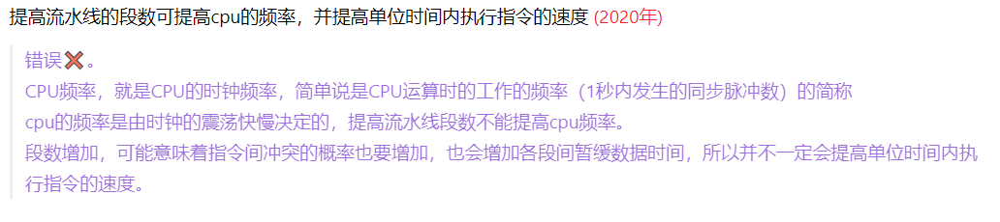 提高流水线的段数可提高cpu的频率，并提高单位时间内执行指令的速度 (2020年)
错误❌。
CPU频率，就是CPU的时钟频率，简单说是CPU运算时的工作的频率（1秒内发生的同步脉冲数）的简称
cpu的频率是由时钟的震荡快慢决定的，提高流水线段数不能提高cpu频率。
段数增加，可能意味着指令间冲突的概率也要增加，也会增加各段间暂缓数据时间，所以并不一定会提高单位时间内执
行指令的速度。